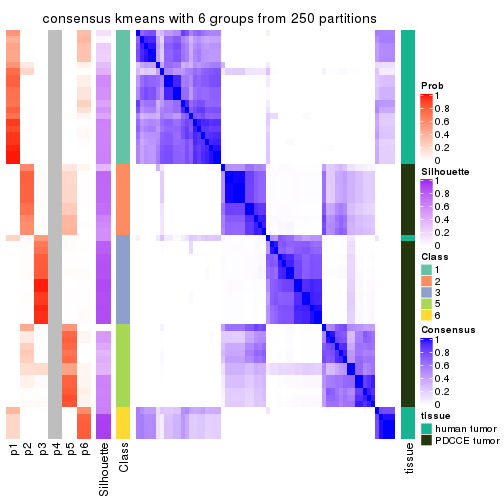 consensus kmeans with 6 groups from 250 partitions
Prob
1
0.8
0.6
0.4
0.2
0
Silhouette
1
0.8
0.6
0.4
0.2
0
Class
1
2
3
5
6
Consensus
1
0.8
0.6
0.4
0.2
0
tissue
human tumor
PDCCE tumor
p1
p2
p3
p4
p5
p6
Silhouette
Class
tissue